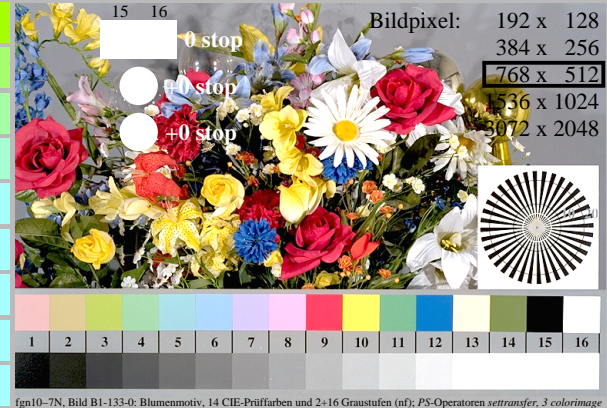 15 16
Bildpixel: 192 x 128
0 stop
384 x 256
768 x 512
+0 stop
1536 x 1024
+0 stop
3072 x 2048
1 2 3 4 5 6 7 8 9 10 11 12 13 14 15 16
fgn10–7N, Bild B1-133-0: Blumenmotiv, 14 CIE-Prüffarben und 2+16 Graustufen (nf); PS-Operatoren settransfer, 3 colorimage